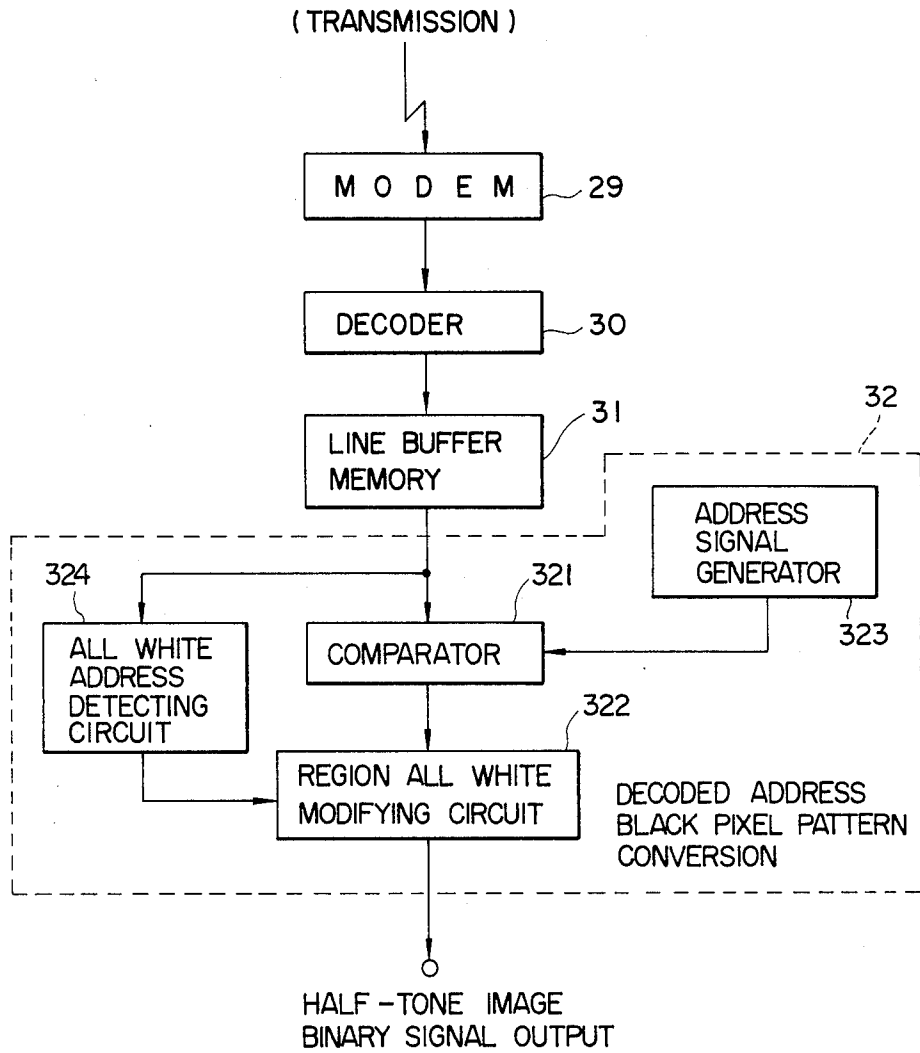 (TRANSMISSION)
MODEM
29
DECODER
30
LINE BUFFER
MEMORY
31
32
ADDRESS
SIGNAL
GENERATOR
323
324
ALL WHITE
ADDRESS
DETECTING
CIRCUIT
321
COMPARATOR
322
REGION ALL WHITE
MODIFYING CIRCUIT
DECODED ADDRESS
BLACK PIXEL PATTERN
CONVERSION
HALF-TONE IMAGE
BINARY SIGNAL OUTPUT